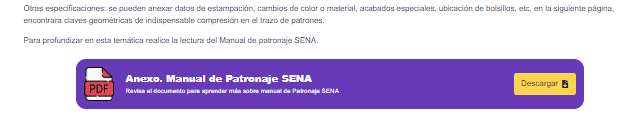 Otras especificaciones: se pueden anexar datos de estampación, cambios de color o material, acabados especiales, ubicación de bolsillos, etc. en la siguiente página,
encontrara claves geométricas de indispensable compresión en el trazo de patrones.
Para profundizar en esta temática realice la lectura del Manual de patronaje SENA.
Anexo. Manual de Patronaje SENA
Revisa el documento para aprender más sobre manual de Patronaje SENA
Descargar
PDF